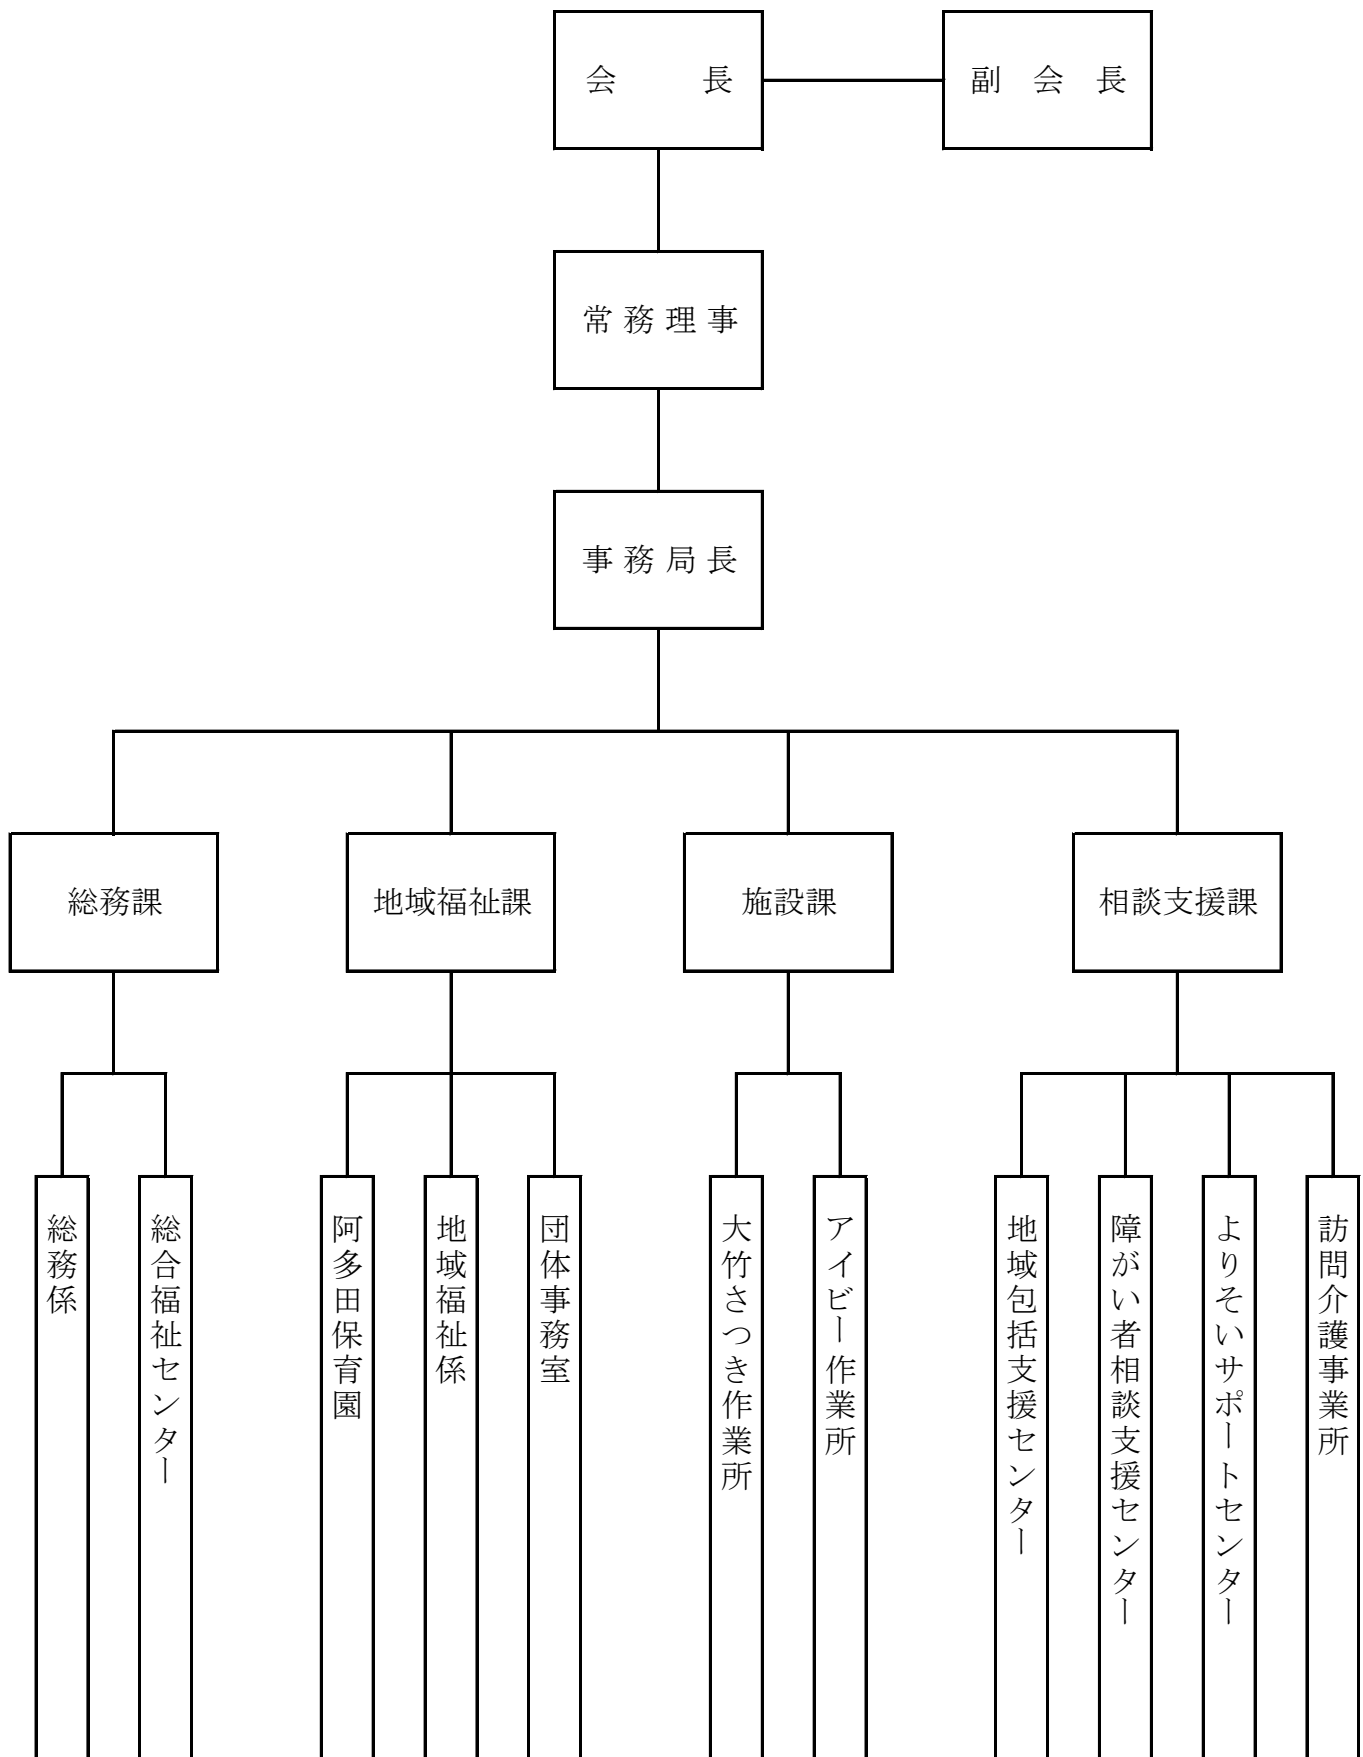 会長
副会長
常務理事
事務局長
総務課
地域福祉課
施設課
相談支援課
総務係
総合福祉センター
阿多田保育園
地域福祉係
団体事務室
大竹さつき作業所
アイビー作業所
地域包括支援センター
障がい者相談支援センター
よりそいサポートセンター
訪問介護事業所